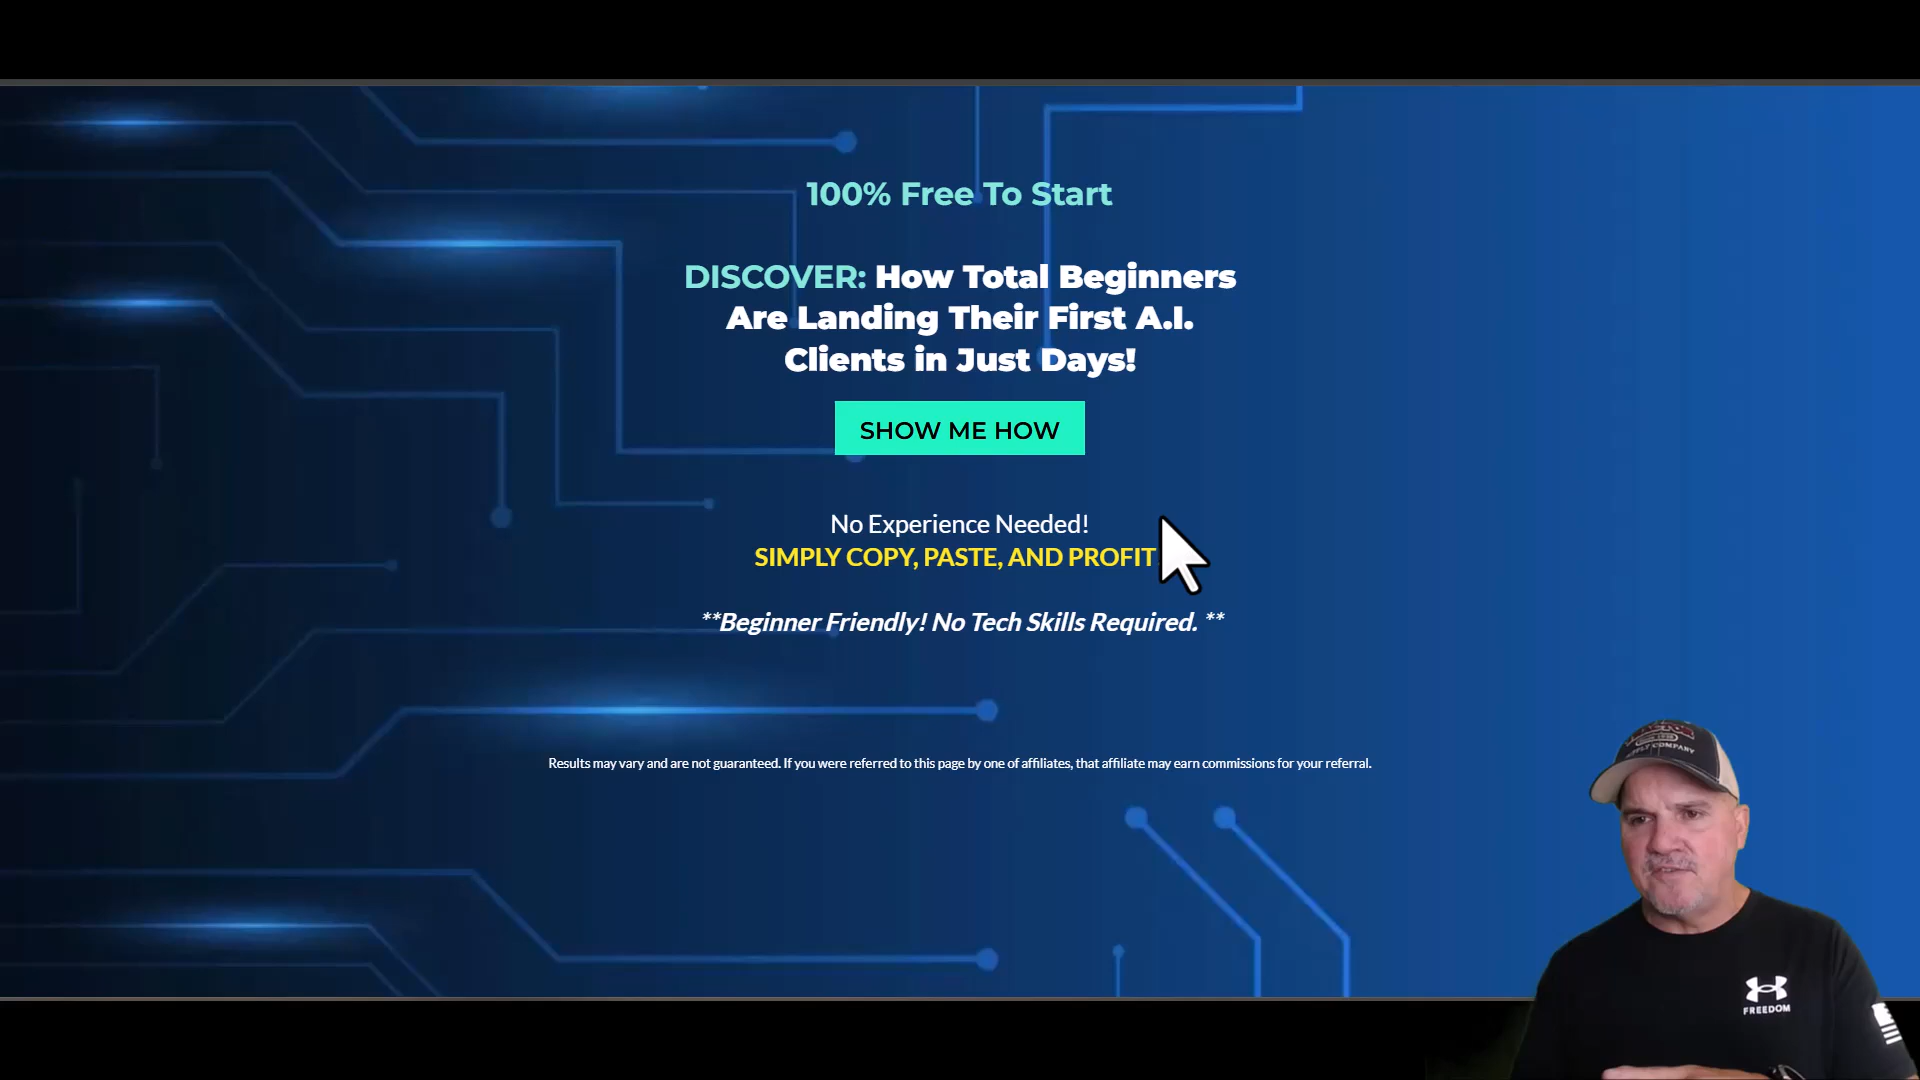 100% Free To Start
DISCOVER: How Total Beginners
Are Landing Their First A.I.
Clients in Just Days!
SHOW ME HOW
No Experience Needed!
SIMPLY COPY, PASTE, AND PROFIT
**Beginner Friendly! No Tech Skills Required. **
Results may vary and are not guaranteed. If you were referred to this page by one of affiliates, that affiliate may earn commissions for your referral.
FREEDOM